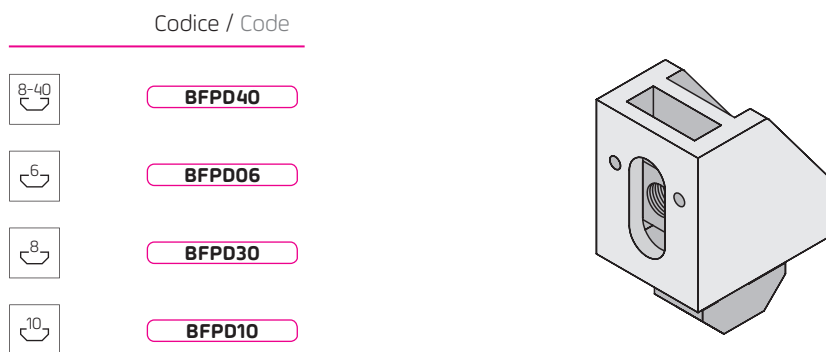 Codice / Code
8-40
BFPD40
6
BFPD06
8
BFPD30
10
BFPD10